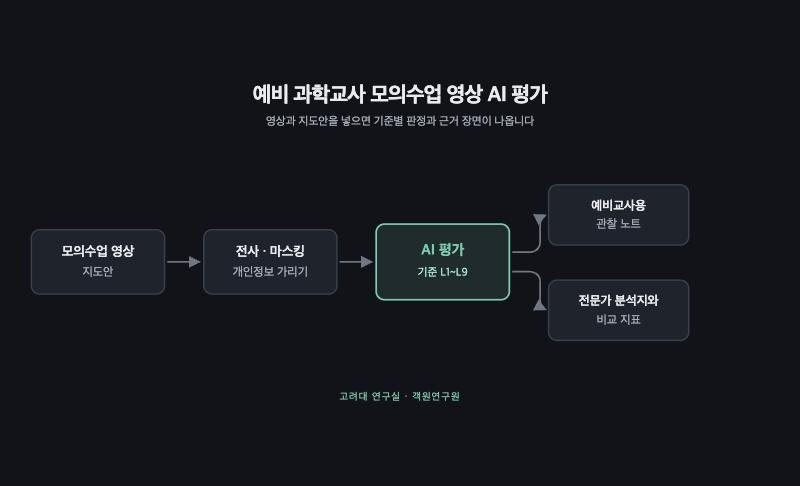 예비 과학교사 모의수업 영상 AI 평가
영상과 지도안을 넣으면 기준별 판정과 근거 장면이 나옵니다
모의수업 영상
지도안
전사 · 마스킹
개인정보 가리기
AI 평가
기준 L1~L9
예비교사용
관찰 노트
전문가 분석지와
비교 지표
고려대 연구실 · 객원연구원